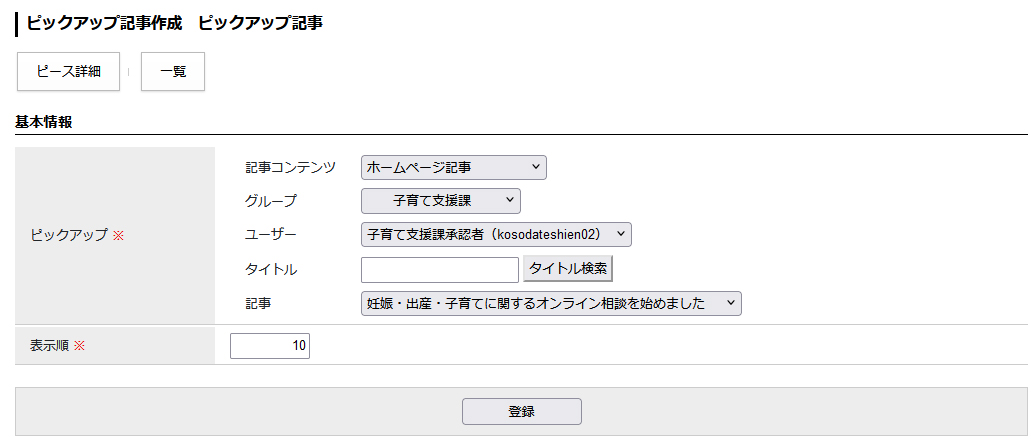 ピックアップ記事作成　ピックアップ記事
ピース詳細 一覧
基本情報
ピックアップ ※
記事コンテンツ ホームページ記事
グループ 子育て支援課
ユーザー 子育て支援課承認者（kosodateshien02）
タイトル タイトル検索
記事 妊娠・出産・子育てに関するオンライン相談を始めました
表示順 ※ 10
登録